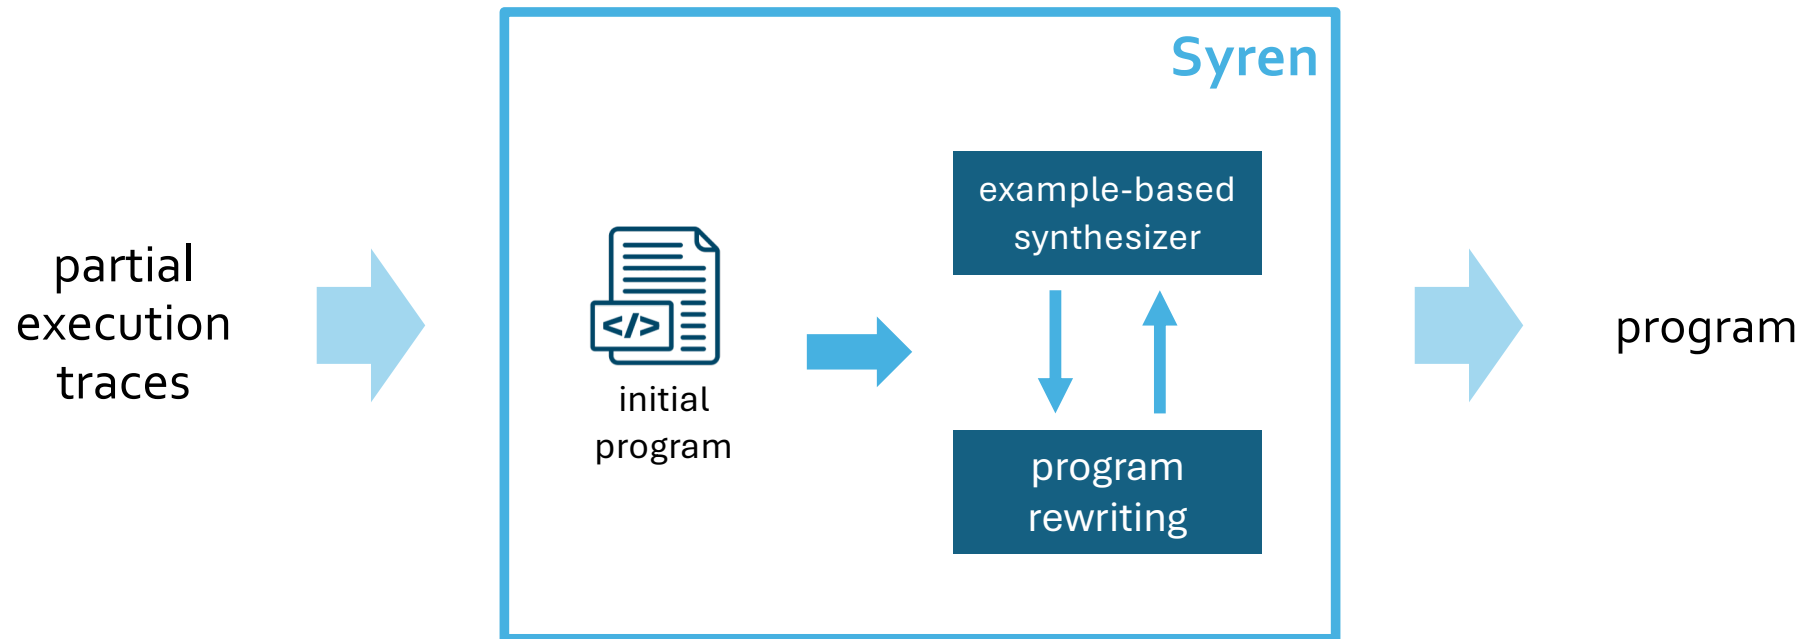 Syren
partial
execution
traces
</>
initial
program
example-based
synthesizer
program
rewriting
program